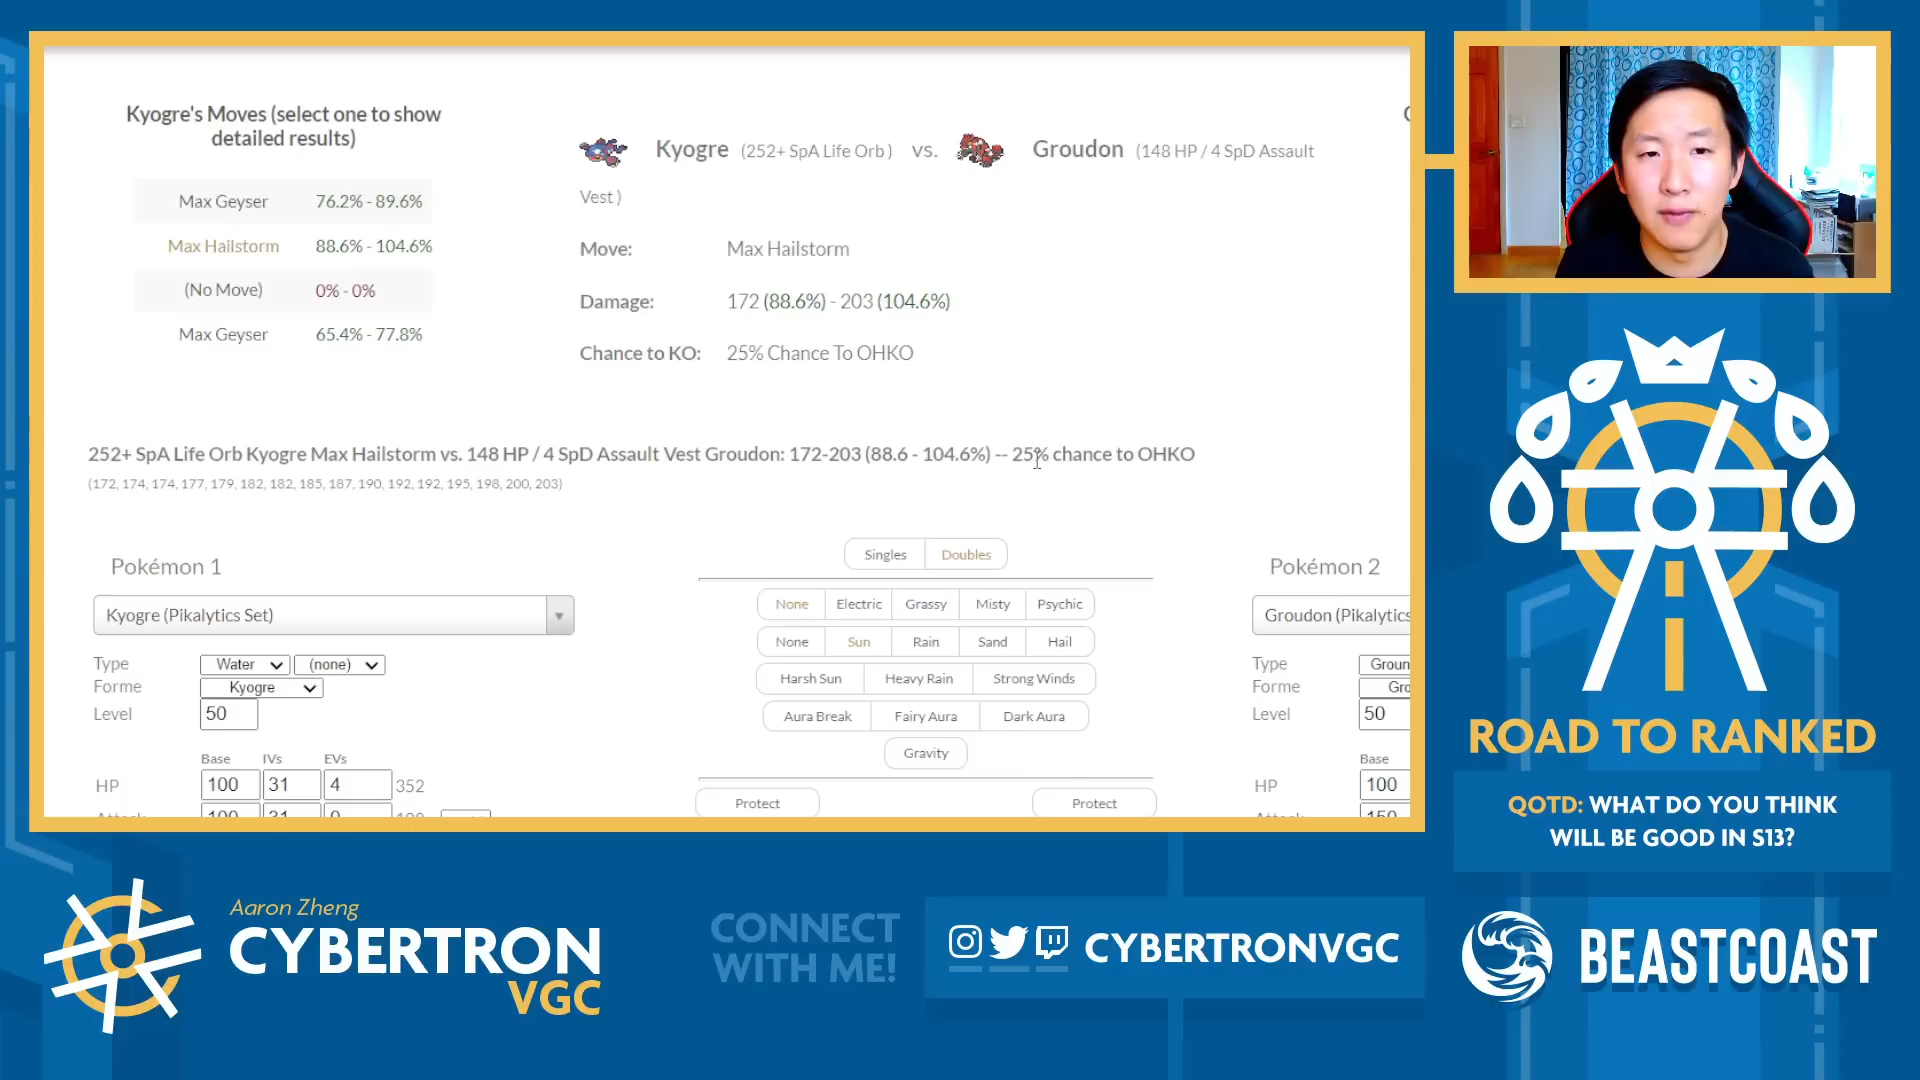 Kyogre's Moves (select one to show
detailed results)
Max Geyser 76.2% - 89.6%
Max Hailstorm 88.6% - 104.6%
(No Move) 0% - 0%
Max Geyser 65.4% - 77.8%
Kyogre (252+ SpA Life Orb ) vs. Groudon (148 HP / 4 SpD Assault
Vest )
Move: Max Hailstorm
Damage: 172 (88.6%) - 203 (104.6%)
Chance to KO: 25% Chance To OHKO
252+ SpA Life Orb Kyogre Max Hailstorm vs. 148 HP / 4 SpD Assault Vest Groudon: 172-203 (88.6 - 104.6%) -- 25% chance to OHKO
(172, 174, 174, 177, 179, 182, 182, 185, 187, 190, 192, 192, 195, 198, 200, 203)
Pokémon 1
Kyogre (Pikalytics Set)
Type Water (none)
Forme Kyogre
Level 50
Base IVs EVs
HP 100 31 4 352
Singles Doubles
None Electric Grassy Misty Psychic
None Sun Rain Sand Hail
Harsh Sun Heavy Rain Strong Winds
Aura Break Fairy Aura Dark Aura
Gravity
Protect Protect
Pokémon 2
Groudon (Pikalytics
Type Groun
Forme Gro
Level 50
Base
HP 100
ROAD TO RANKED
QOTD: WHAT DO YOU THINK
WILL BE GOOD IN S13?
Aaron Zheng
CYBERTRON
VGC
CONNECT
WITH ME!
CYBERTRONVGC
BEASTCOAST